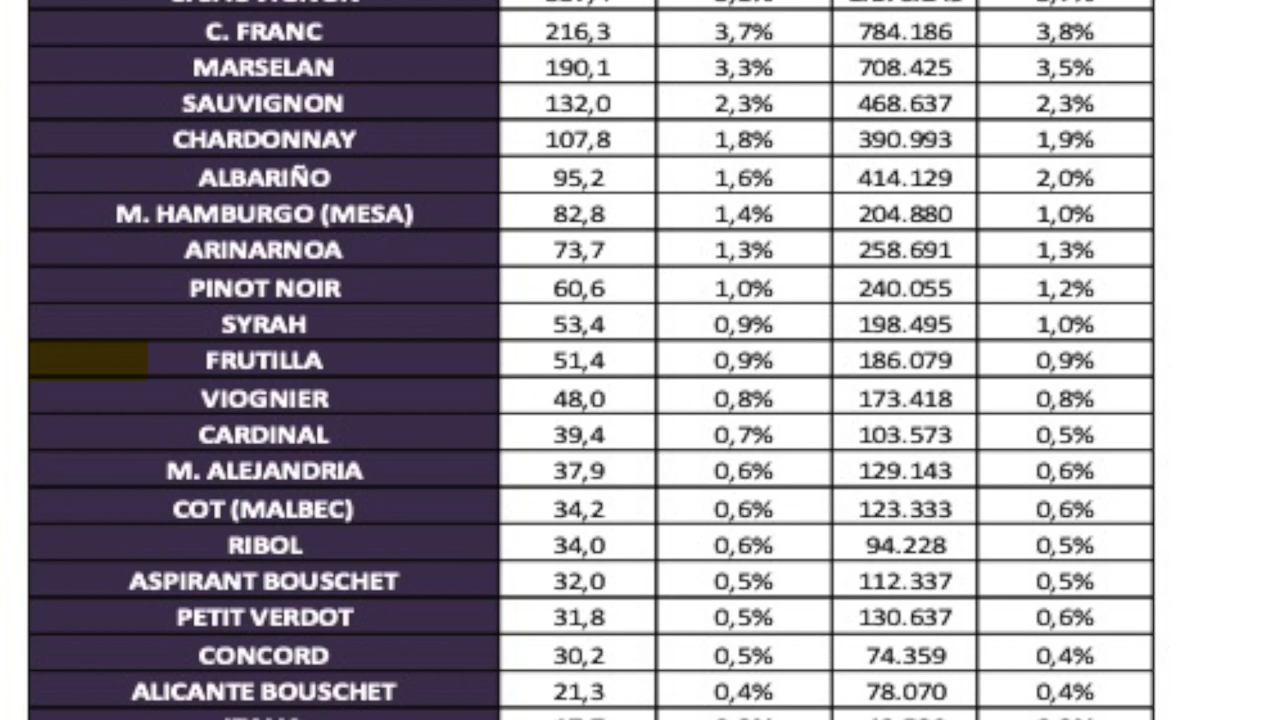 C. FRANC 216,3 3,7% 784.186 3,8%
MARSELAN 190,1 3,3% 708.425 3,5%
SAUVIGNON 132,0 2,3% 468.637 2,3%
CHARDONNAY 107,8 1,8% 390.993 1,9%
ALBARIÑO 95,2 1,6% 414.129 2,0%
M. HAMBURGO (MESA) 82,8 1,4% 204.880 1,0%
ARINARNOA 73,7 1,3% 258.691 1,3%
PINOT NOIR 60,6 1,0% 240.055 1,2%
SYRAH 53,4 0,9% 198.495 1,0%
FRUTILLA 51,4 0,9% 186.079 0,9%
VIOGNIER 48,0 0,8% 173.418 0,8%
CARDINAL 39,4 0,7% 103.573 0,5%
M. ALEJANDRIA 37,9 0,6% 129.143 0,6%
COT (MALBEC) 34,2 0,6% 123.333 0,6%
RIBOL 34,0 0,6% 94.228 0,5%
ASPIRANT BOUSCHET 32,0 0,5% 112.337 0,5%
PETIT VERDOT 31,8 0,5% 130.637 0,6%
CONCORD 30,2 0,5% 74.359 0,4%
ALICANTE BOUSCHET 21,3 0,4% 78.070 0,4%